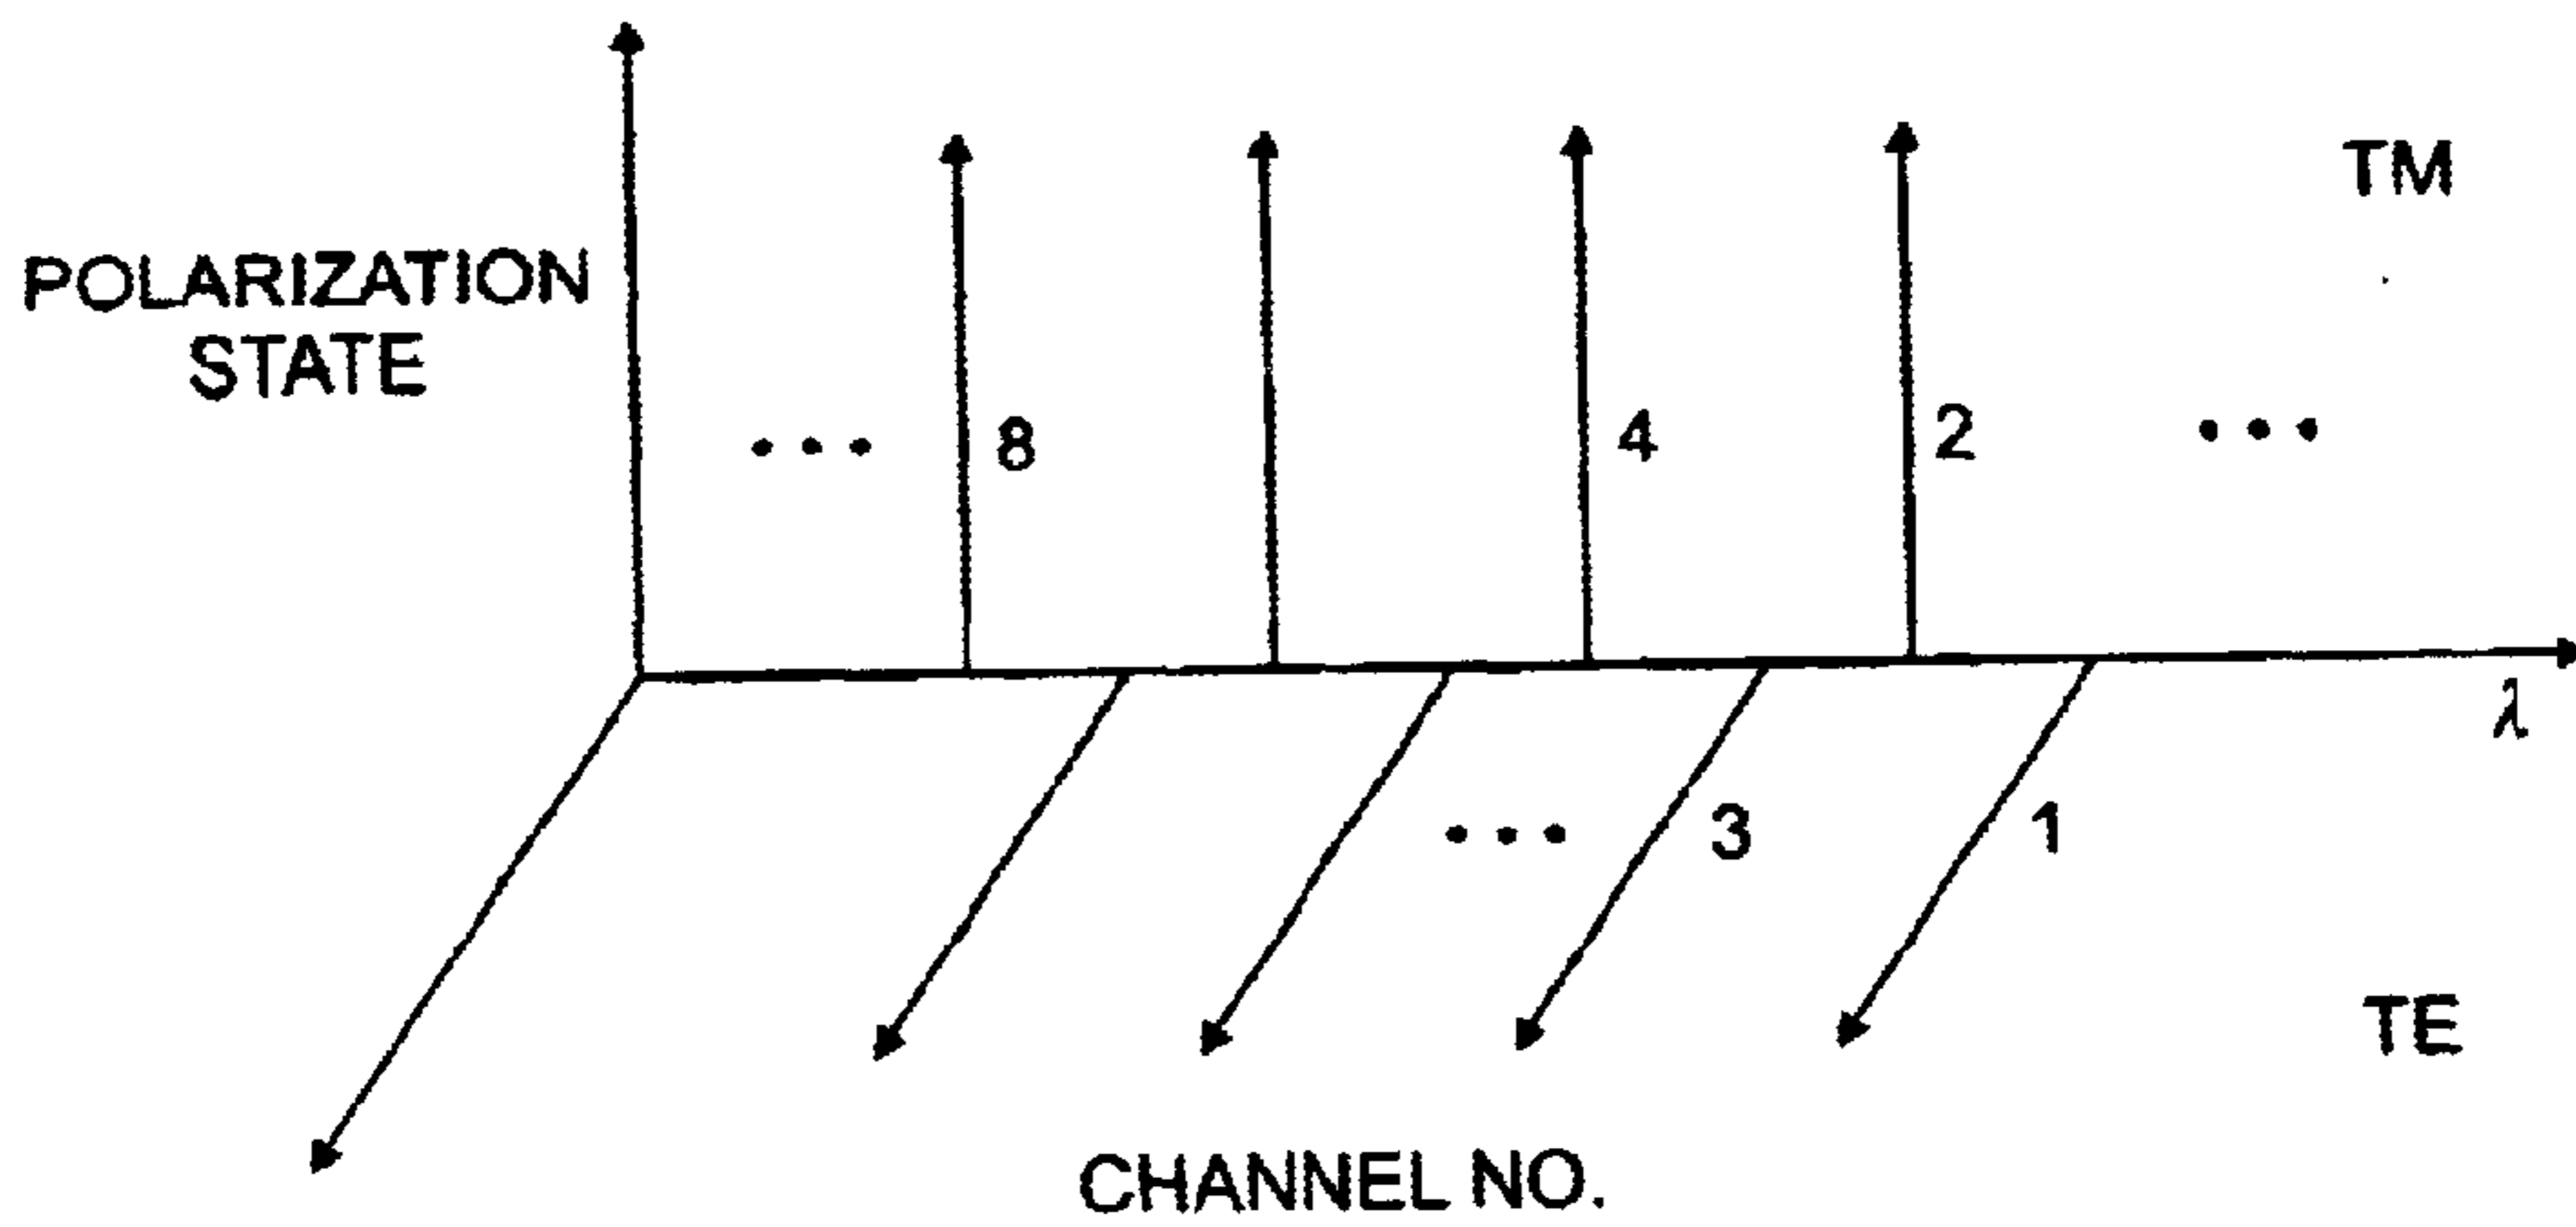 TM
POLARIZATION
STATE
... 8 4 2 ...
λ
... 3 1
TE
CHANNEL NO.